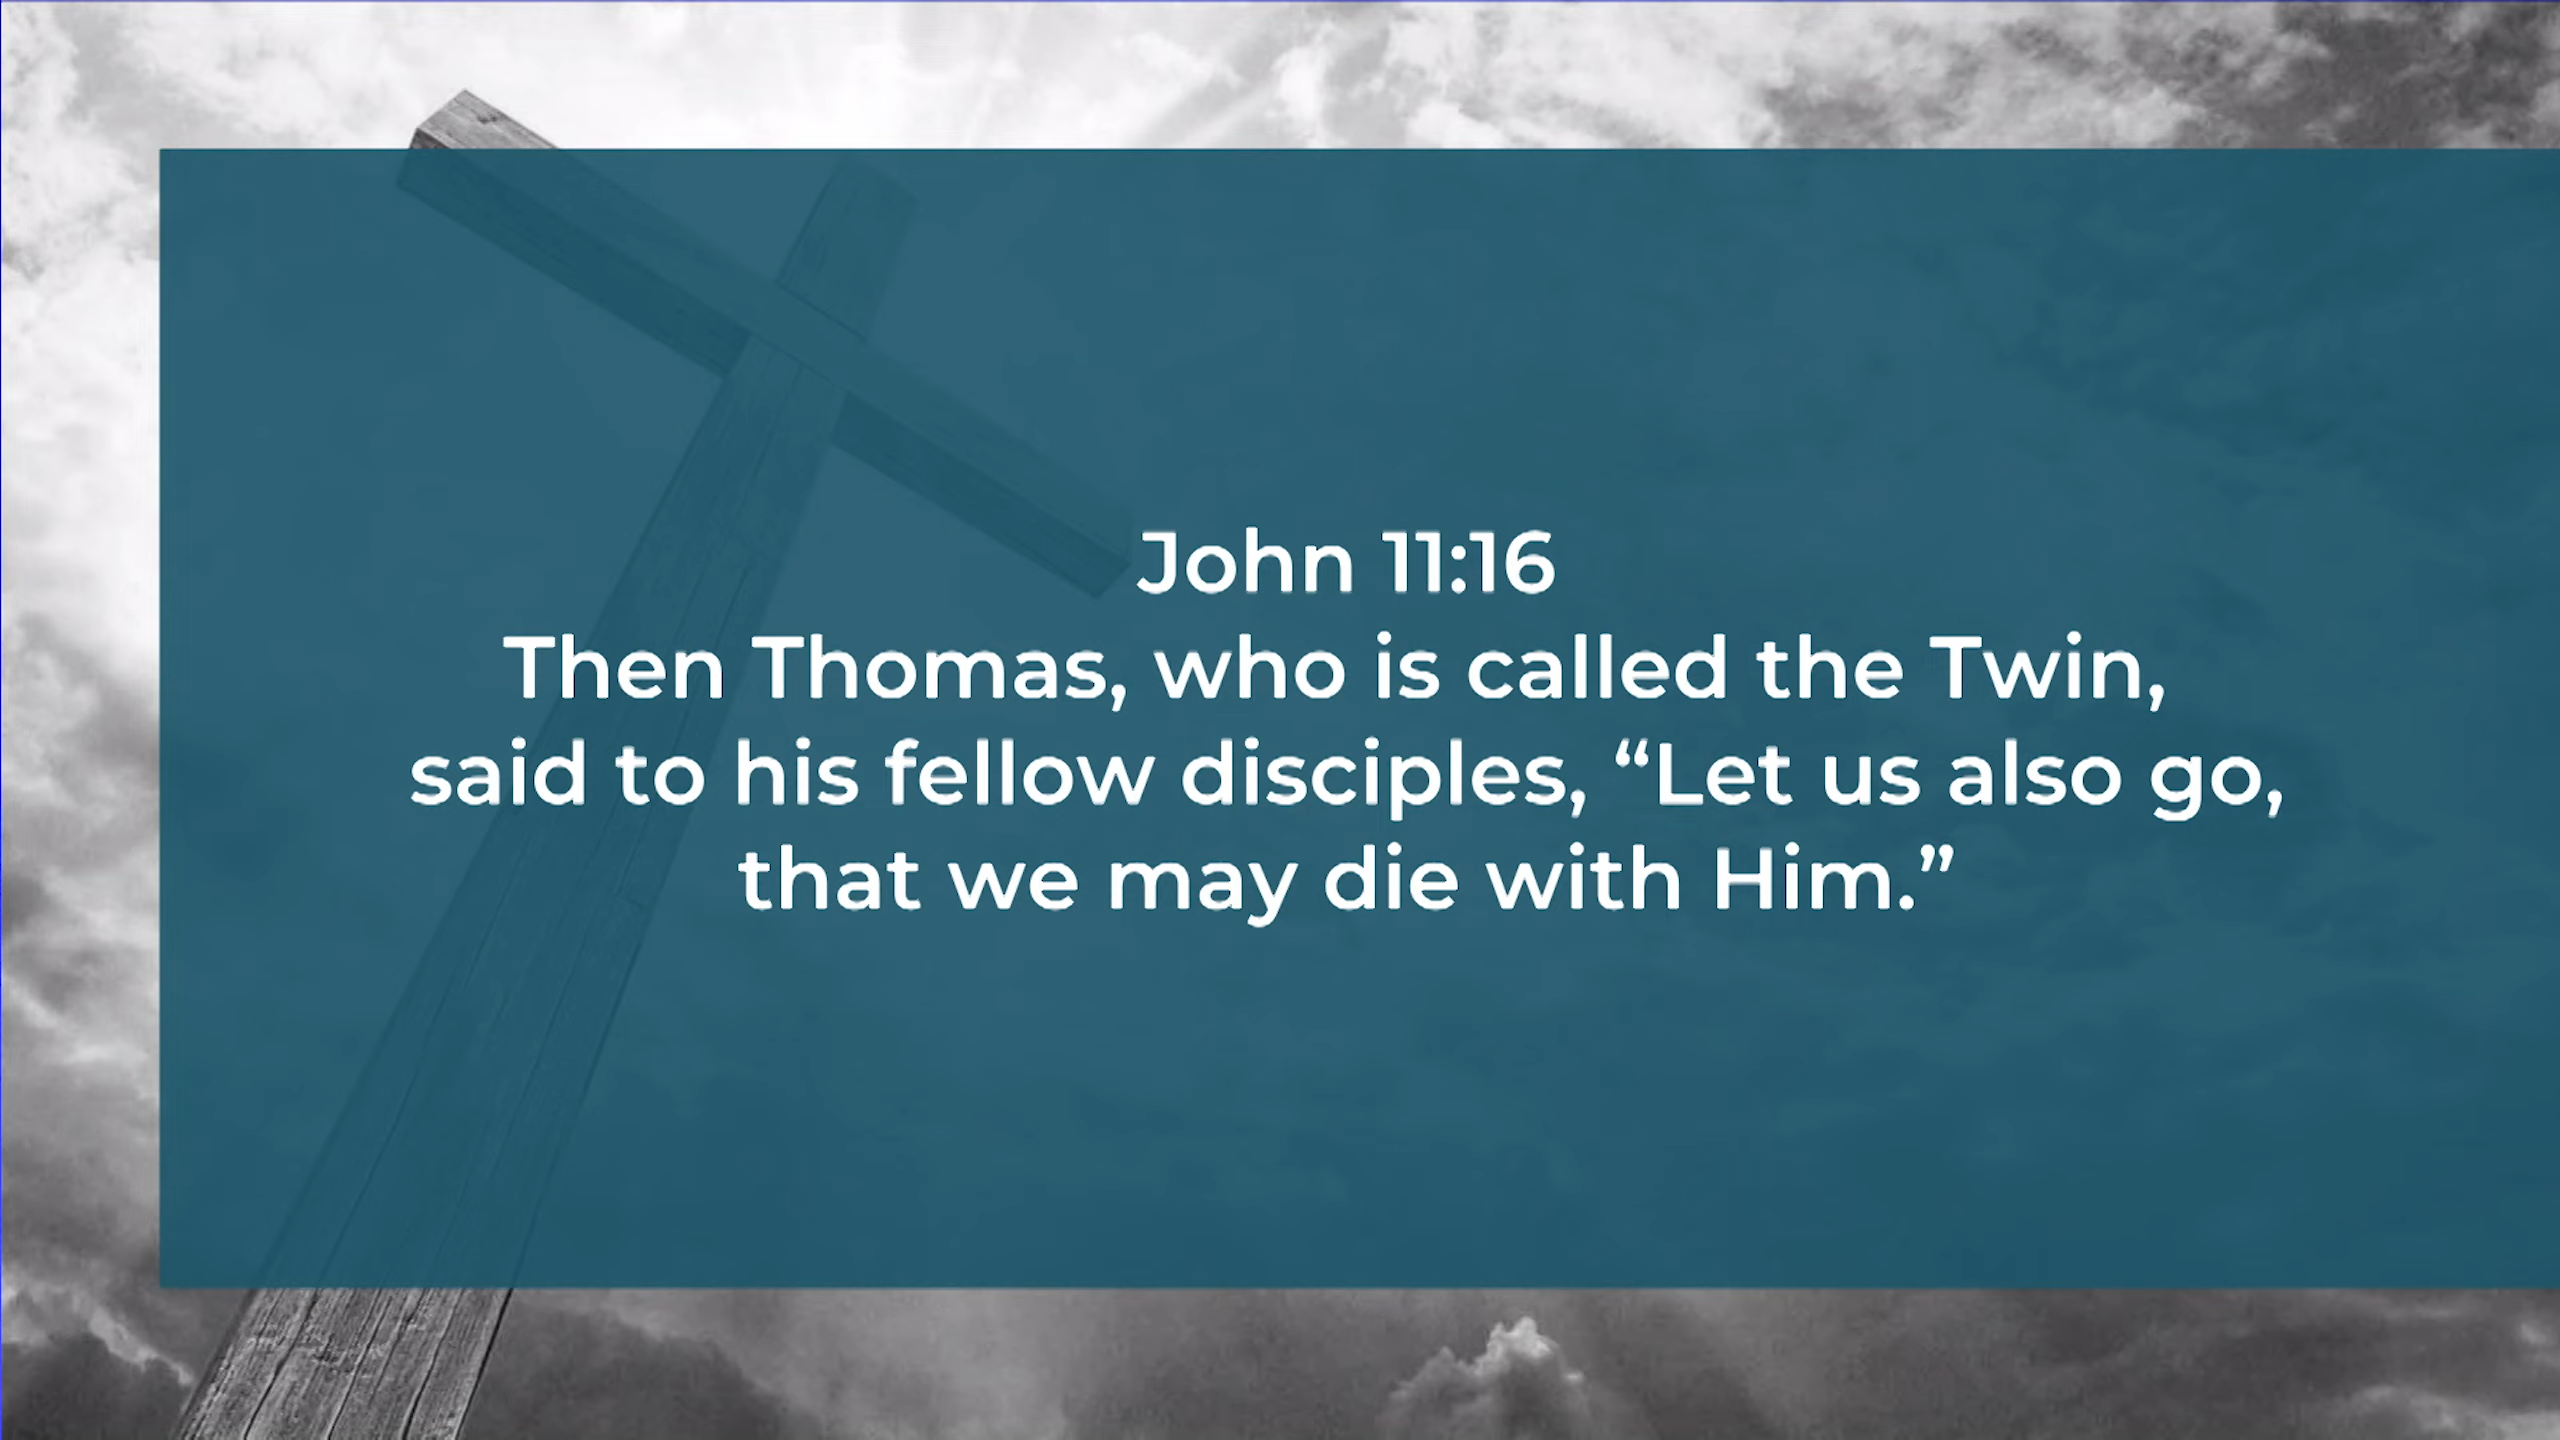 John 11:16
Then Thomas, who is called the Twin,
said to his fellow disciples, “Let us also go,
that we may die with Him.”